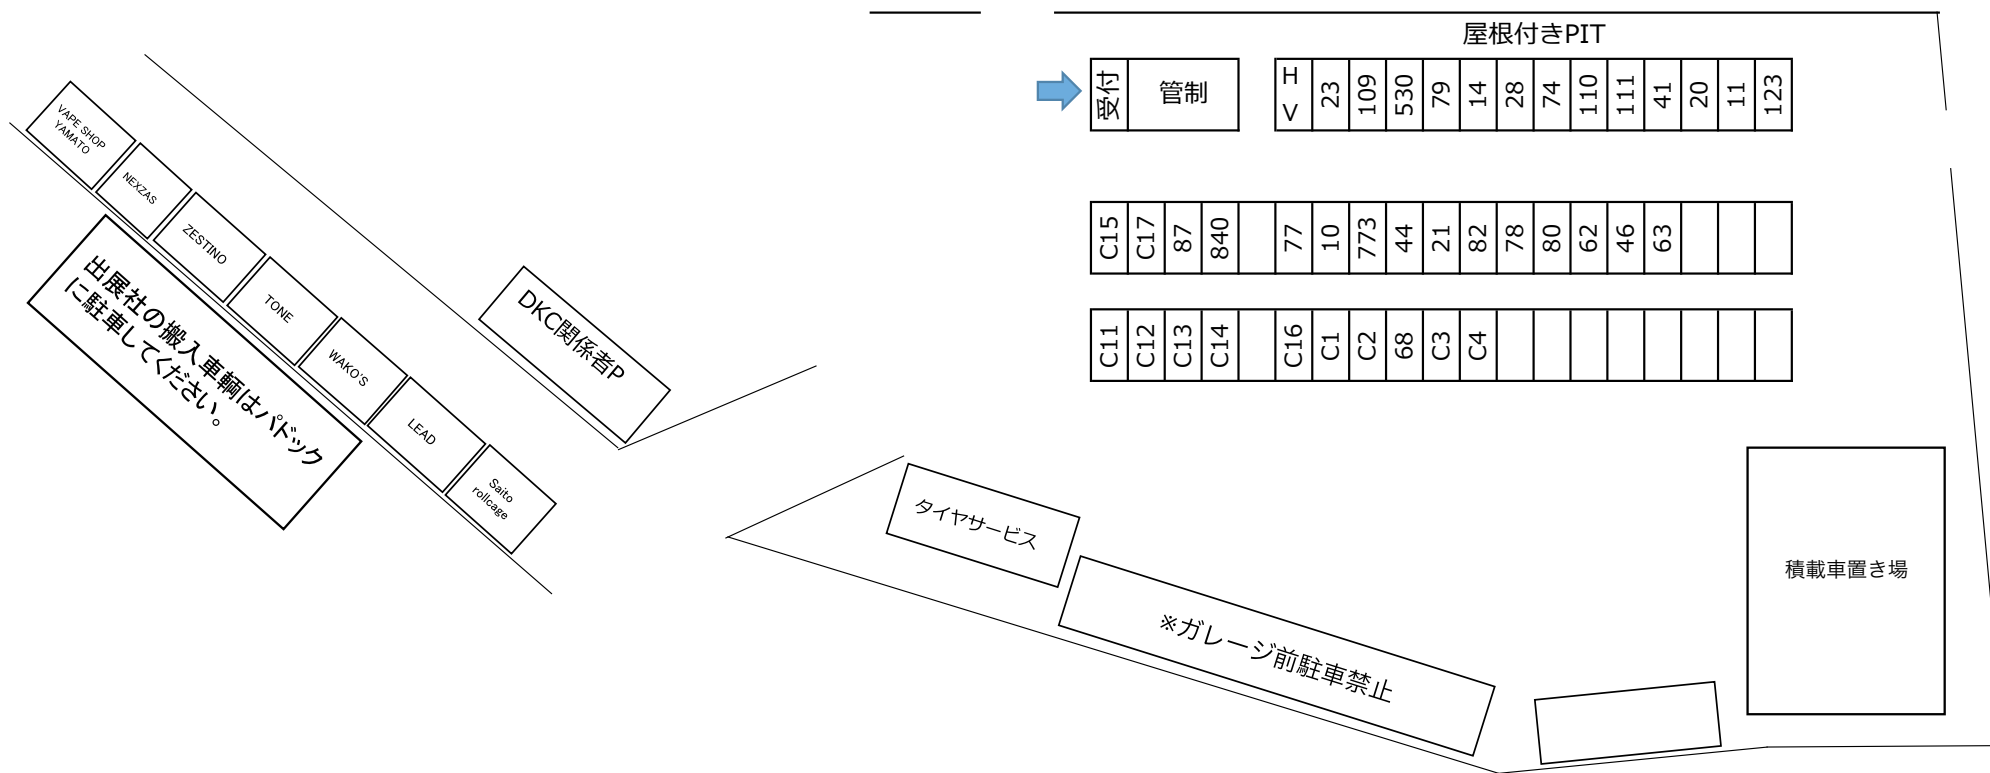 屋根付きPIT
受付
管制
H
V
23
109
530
79
14
28
74
110
111
41
20
11
123
C15
C17
87
840
77
10
773
44
21
82
78
80
62
46
63
C11
C12
C13
C14
C16
C1
C2
68
C3
C4
VAPE SHOP
YAMATO
NEXZAS
ZESTINO
TONE
WAKO'S
LEAD
Saito
rollcage
出展社の搬入車輌はパドック
に駐車してください。
DKC関係者P
タイヤサービス
※ガレージ前駐車禁止
積載車置き場